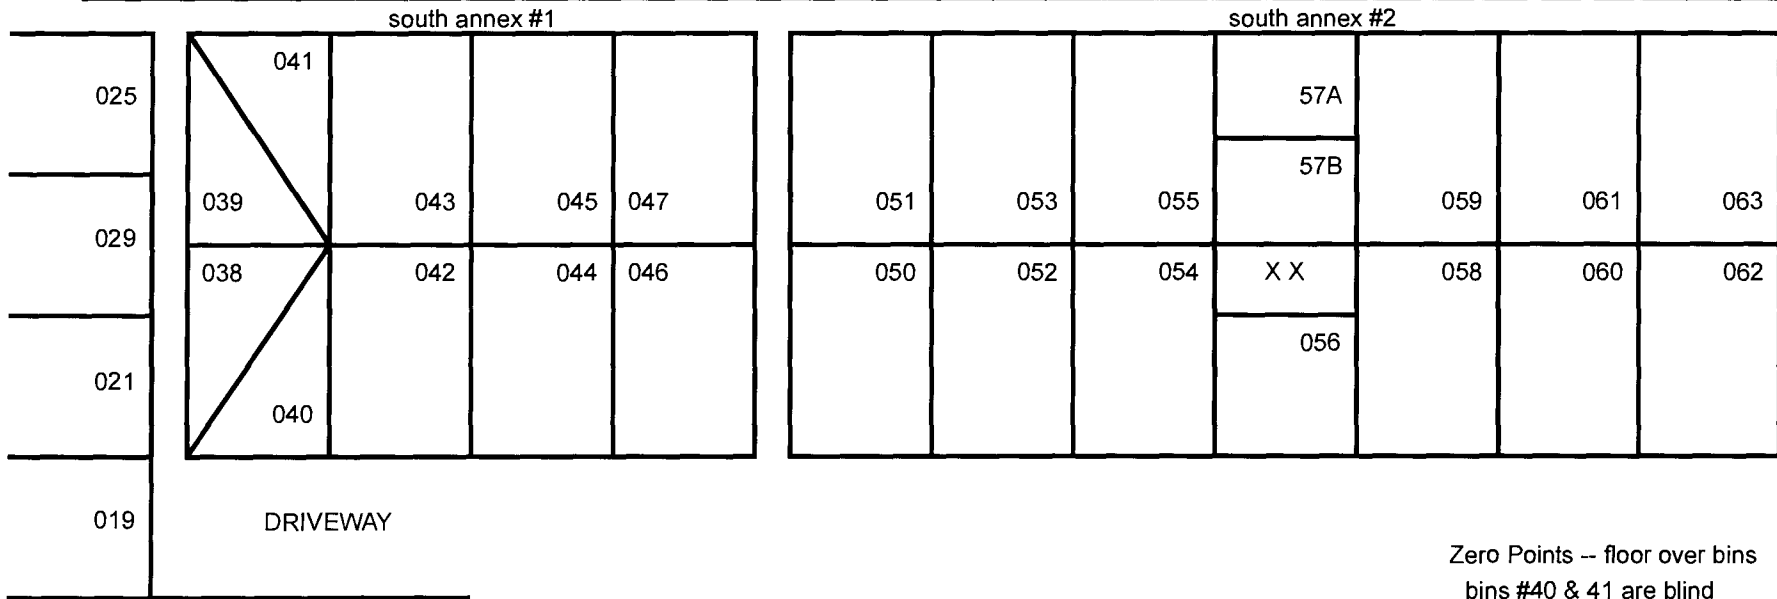 south annex #1 south annex #2
041
025 57A
57B
039 043 045 047 051 053 055 059 061 063
029
038 042 044 046 050 052 054 X X 058 060 062
056
021
040
019 DRIVEWAY
Zero Points -- floor over bins
bins #40 & 41 are blind